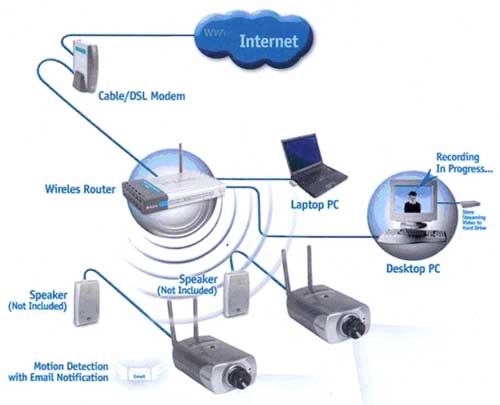 www
Internet
Cable/DSL Modem
Wireles Router
Laptop PC
Recording
In Progress...
Store
Streaming
Video to
Hard Drive
Desktop PC
Speaker
(Not Included)
Speaker
(Not Included)
Motion Detection
with Email Notification
Email